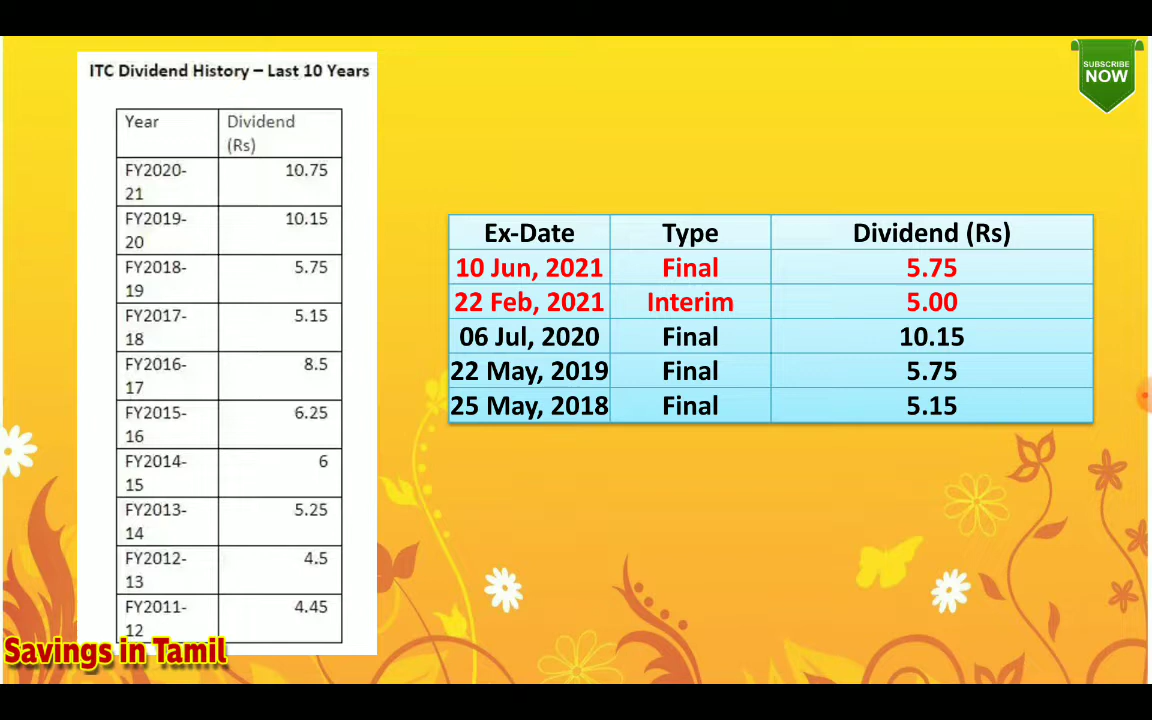 ITC Dividend History – Last 10 Years
Year Dividend
(Rs)
FY2020- 10.75
21
FY2019- 10.15
20
FY2018- 5.75
19
FY2017- 5.15
18
FY2016- 8.5
17
FY2015- 6.25
16
FY2014- 6
15
FY2013- 5.25
14
FY2012- 4.5
13
FY2011- 4.45
12
SUBSCRIBE
NOW
Ex-Date Type Dividend (Rs)
10 Jun, 2021 Final 5.75
22 Feb, 2021 Interim 5.00
06 Jul, 2020 Final 10.15
22 May, 2019 Final 5.75
25 May, 2018 Final 5.15
Savings in Tamil